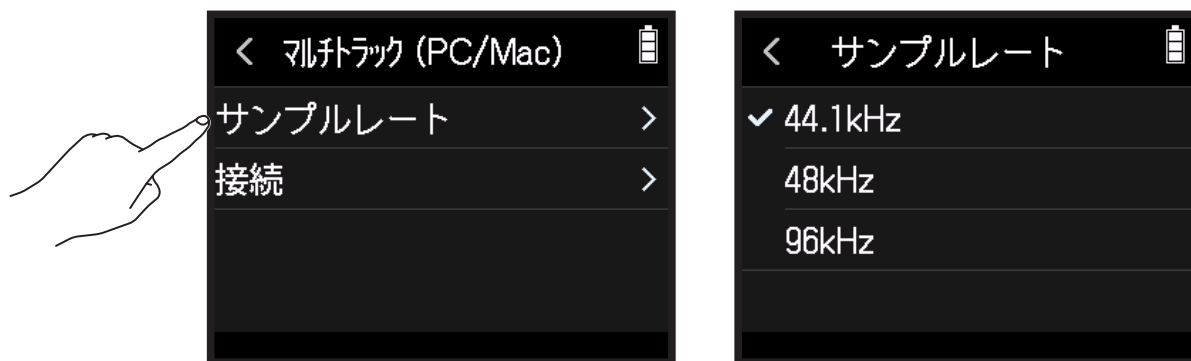 マルチトラック (PC/Mac)
サンプルレート
接続
サンプルレート
44.1kHz
48kHz
96kHz